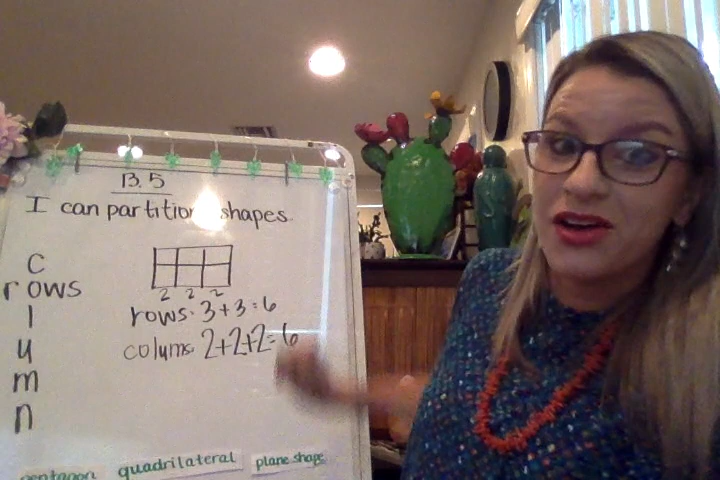 13.5
I can partition shapes.
c
rows
l
u
m
n
2 2 2
rows: 3+3=6
colums: 2+2+2=6
pentagon quadrilateral plane shape